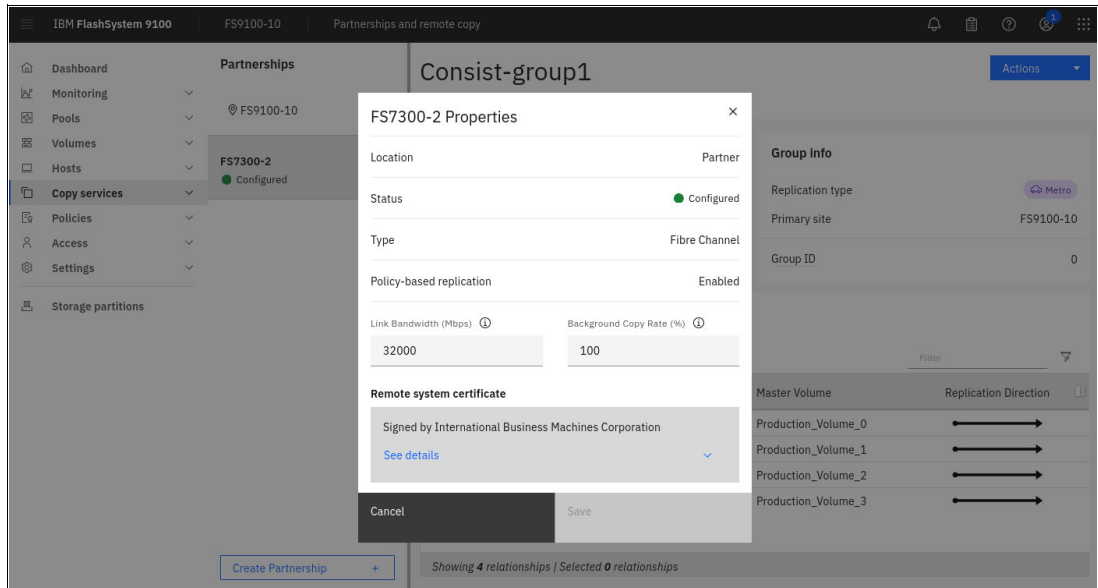 IBM FlashSystem 9100 FS9100-10 Partnerships and remote copy 1
Dashboard
Monitoring
Pools
Volumes
Hosts
Copy services
Policies
Access
Settings
Storage partitions
Partnerships
FS9100-10
FS7300-2
Configured
Create Partnership +
Consist-group1
Actions
FS7300-2 Properties
Location Partner
Status Configured
Type Fibre Channel
Policy-based replication Enabled
Link Bandwidth (Mbps) Background Copy Rate (%)
32000 100
Remote system certificate
Signed by International Business Machines Corporation
See details
Cancel Save
Group info
Replication type Metro
Primary site FS9100-10
Group ID 0
Filter
Master Volume Replication Direction
Production_Volume_0
Production_Volume_1
Production_Volume_2
Production_Volume_3
Showing 4 relationships | Selected 0 relationships